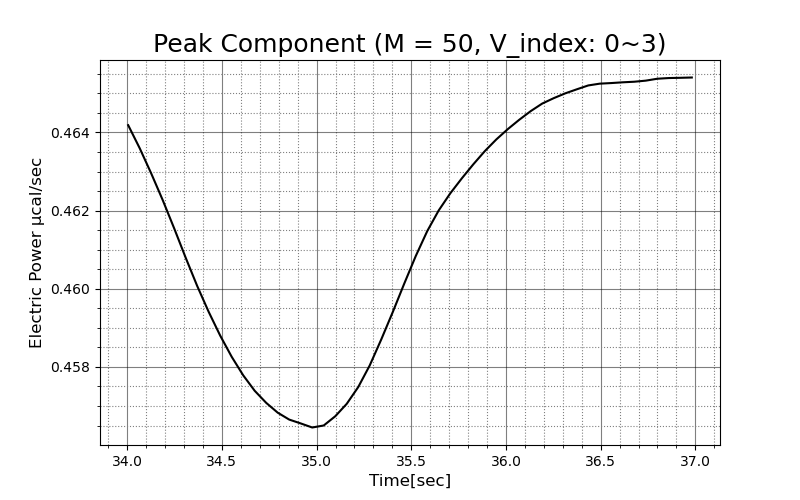 Peak Component (M = 50, V_index: 0~3)
Electric Power μcal/sec
0.464
0.462
0.460
0.458
34.0 34.5 35.0 35.5 36.0 36.5 37.0
Time[sec]